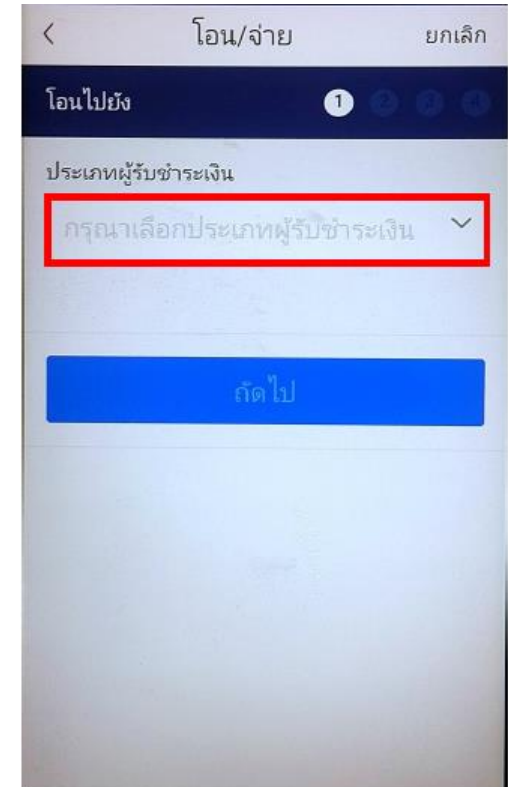 โอน/จ่าย ยกเลิก
โอนไปยัง 1 2 3 4
ประเภทผู้รับชำระเงิน
กรุณาเลือกประเภทผู้รับชำระเงิน
ถัดไป